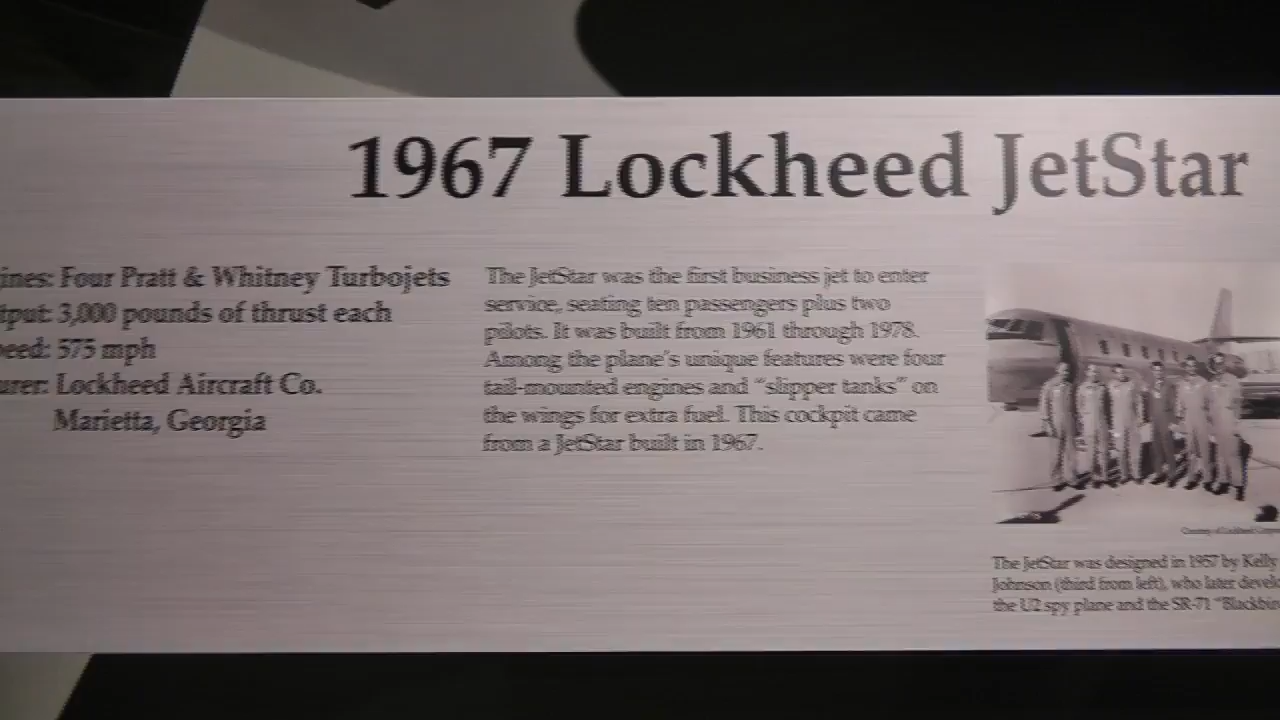 1967 Lockheed JetStar
ines: Four Pratt & Whitney Turbojets
tput: 3,000 pounds of thrust each
eed: 575 mph
urer: Lockheed Aircraft Co.
Marietta, Georgia
The JetStar was the first business jet to enter
service, seating ten passengers plus two
pilots. It was built from 1961 through 1978.
Among the plane's unique features were four
tail-mounted engines and "slipper tanks" on
the wings for extra fuel. This cockpit came
from a JetStar built in 1967.
Courtesy of Lockheed
The JetStar was designed in 1957 by Kelly
Johnson (third from left), who later develo
the U2 spy plane and the SR-71 "Blackbir